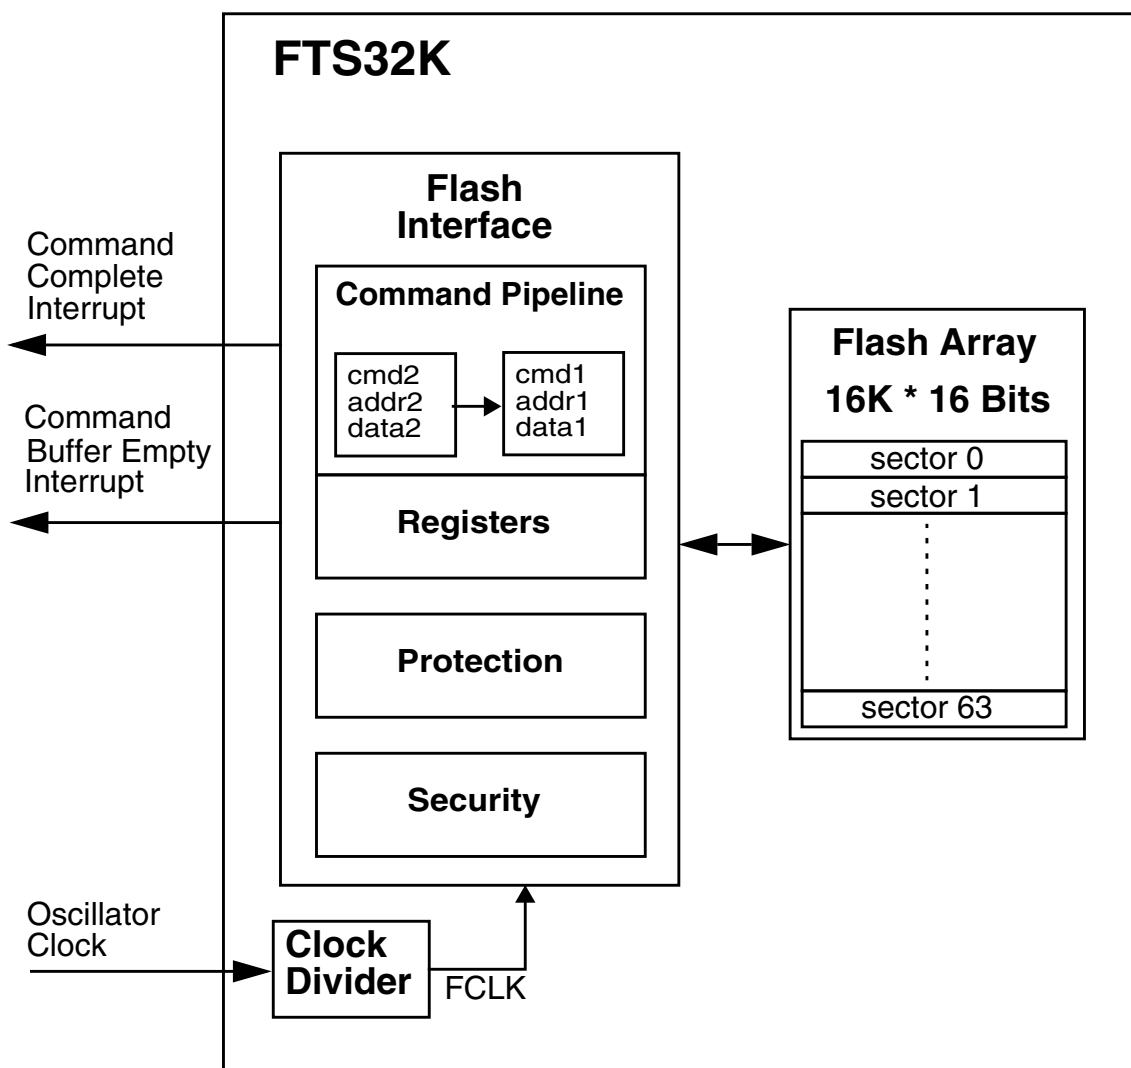 FTS32K
Flash
Interface
Command
Complete
Interrupt
Command Pipeline
cmd2
addr2
data2
cmd1
addr1
data1
Command
Buffer Empty
Interrupt
Registers
Protection
Security
Flash Array
16K * 16 Bits
sector 0
sector 1
sector 63
Oscillator
Clock
Clock
Divider
FCLK